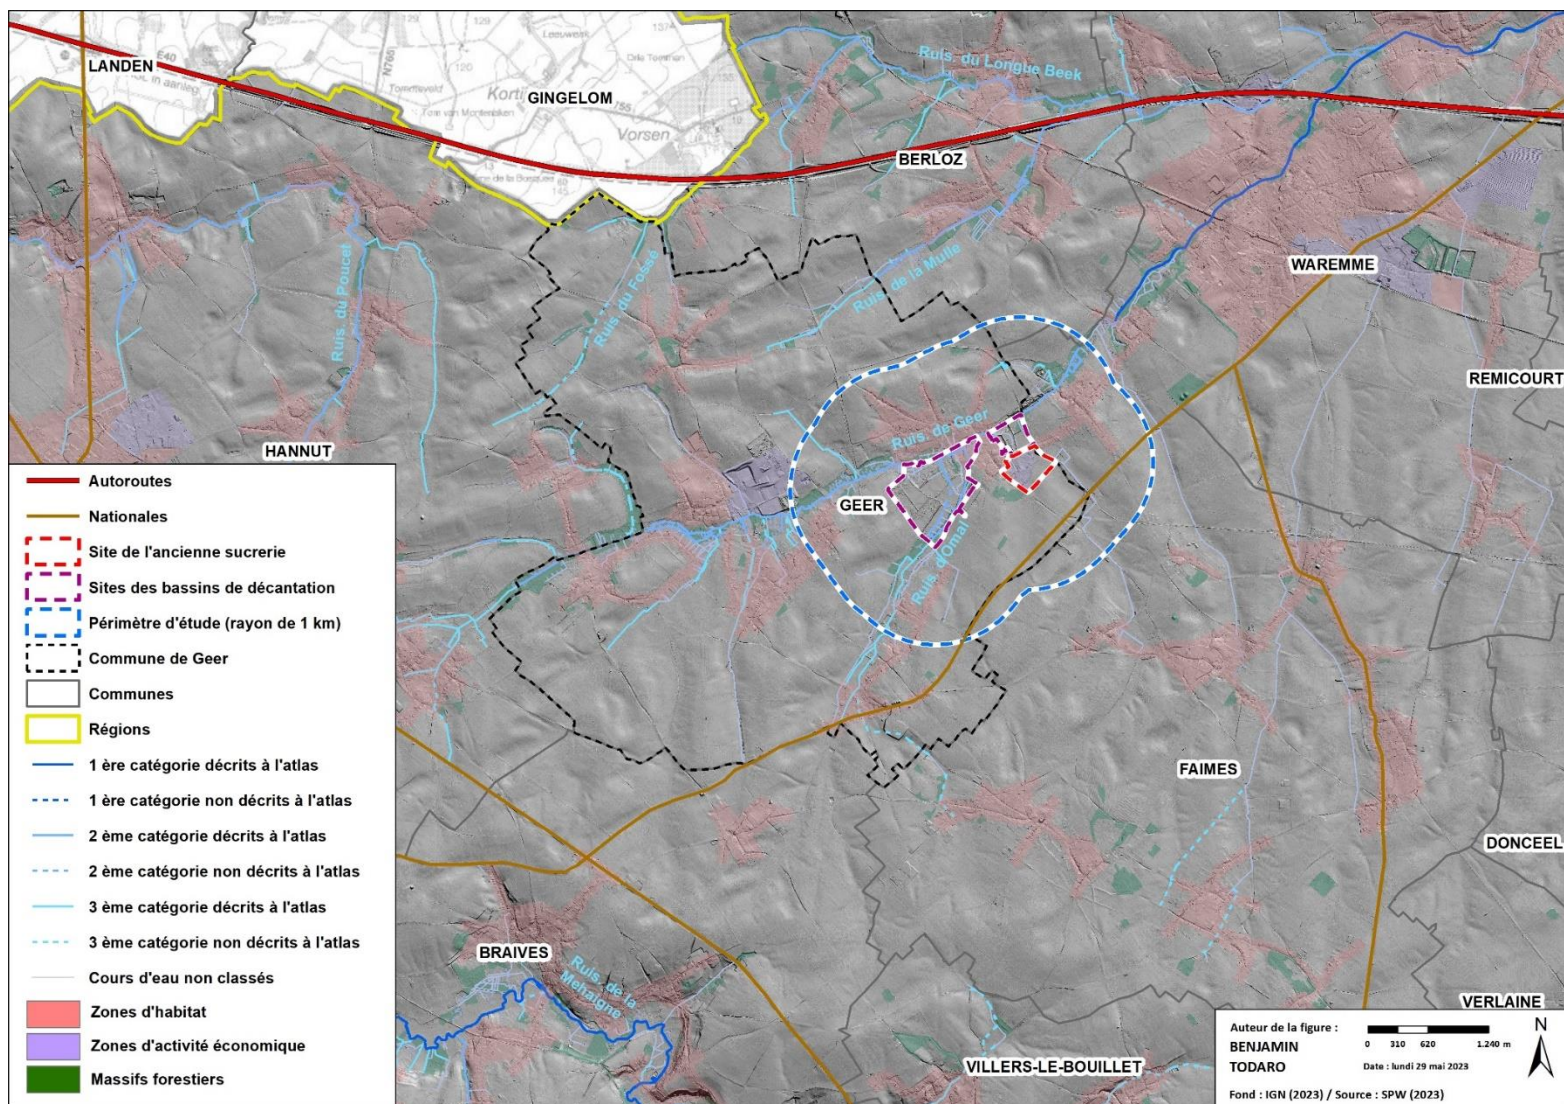 LANDEN
E40
N765
Leeuweek
GINGELOM
Korti
Vorsen
Ruis. du Longue Beek
BERLOZ
WAREMME
Ruis. du Poucet
Ruis. du Fossé
Ruis. de la Mulle
REMICOURT
HANNUT
Ruis. de Geer
GEER
Ruis. d'Omal
FAIMES
DONCEEL
BRAIVES
Ruis. de la
Mehaigne
VERLAINE
VILLERS-LE-BOUILLET
Autoroutes
Nationales
Site de l'ancienne sucrerie
Sites des bassins de décantation
Périmètre d'étude (rayon de 1 km)
Commune de Geer
Communes
Régions
1 ère catégorie décrits à l'atlas
1 ère catégorie non décrits à l'atlas
2 ème catégorie décrits à l'atlas
2 ème catégorie non décrits à l'atlas
3 ème catégorie décrits à l'atlas
3 ème catégorie non décrits à l'atlas
Cours d'eau non classés
Zones d'habitat
Zones d'activité économique
Massifs forestiers
Auteur de la figure :
BENJAMIN
TODARO
0 310 620 1.240 m
N
Date : lundi 29 mai 2023
Fond : IGN (2023) / Source : SPW (2023)